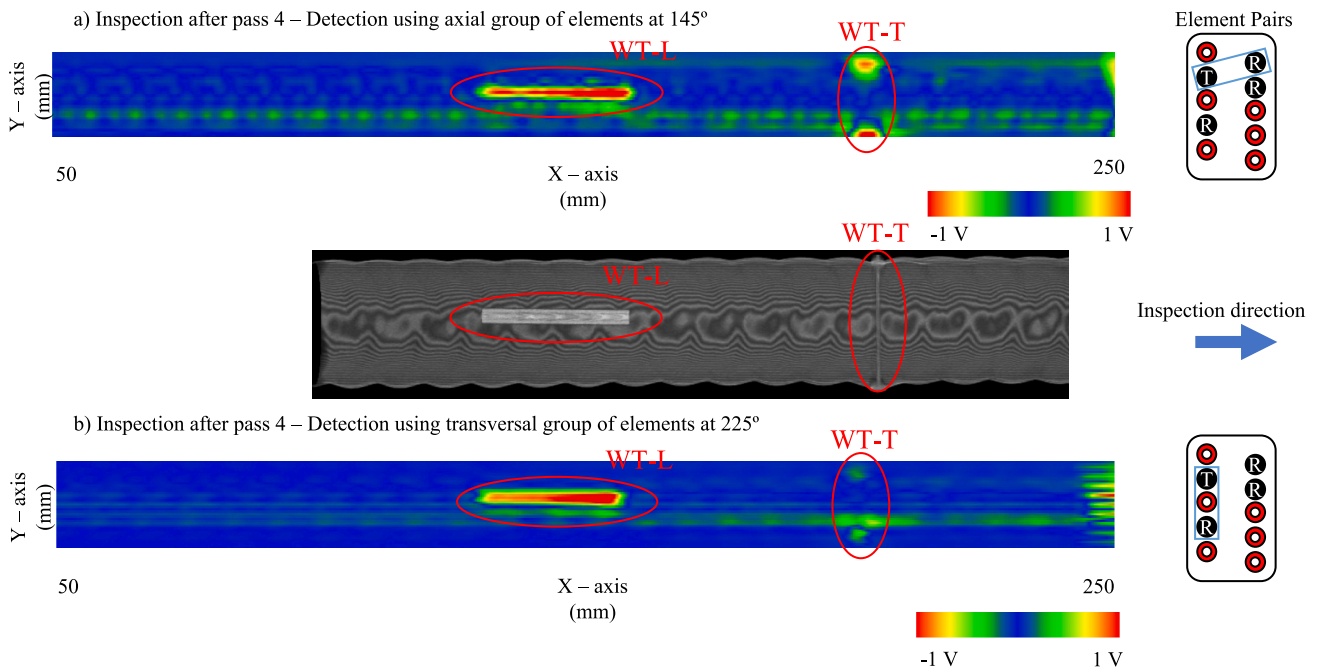 a) Inspection after pass 4 – Detection using axial group of elements at 145º
Element Pairs
WT-L
WT-T
Y – axis
(mm)
R
T
R
R
50
X – axis
(mm)
250
-1 V
1 V
WT-T
WT-L
Inspection direction
b) Inspection after pass 4 – Detection using transversal group of elements at 225º
WT-L
WT-T
Y – axis
(mm)
R
T
R
R
50
X – axis
(mm)
250
-1 V
1 V